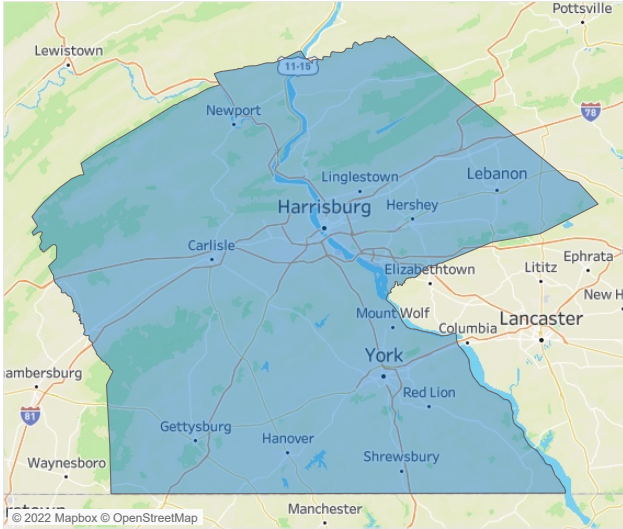 Pottsville
Lewistown
11-15
Newport
78
Linglestown
Lebanon
Harrisburg
Hershey
Carlisle
Ephrata
Elizabethtown
Lititz
New H
Mount Wolf
Lancaster
Columbia
York
ambersburg
Red Lion
81
Gettysburg
Hanover
Shrewsbury
Waynesboro
Manchester
© 2022 Mapbox © OpenStreetMap